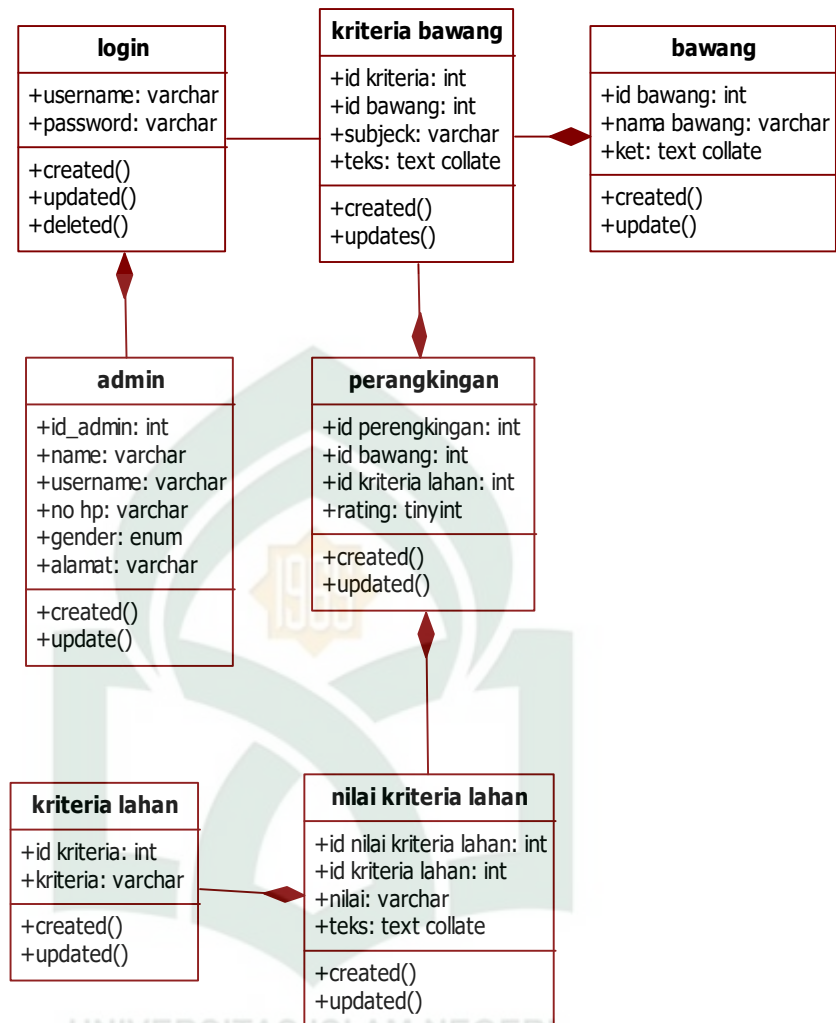 login
+username: varchar
+password: varchar
+created()
+updated()
+deleted()
kriteria bawang
+id kriteria: int
+id bawang: int
+subjeck: varchar
+teks: text collate
+created()
+updates()
bawang
+id bawang: int
+nama bawang: varchar
+ket: text collate
+created()
+update()
admin
+id_admin: int
+name: varchar
+username: varchar
+no hp: varchar
+gender: enum
+alamat: varchar
+created()
+update()
perangkingan
+id perengkingan: int
+id bawang: int
+id kriteria lahan: int
+rating: tinyint
+created()
+updated()
1985
kriteria lahan
+id kriteria: int
+kriteria: varchar
+created()
+updated()
nilai kriteria lahan
+id nilai kriteria lahan: int
+id kriteria lahan: int
+nilai: varchar
+teks: text collate
+created()
+updated()
UNIVERSITAS ISLAM NEGERI